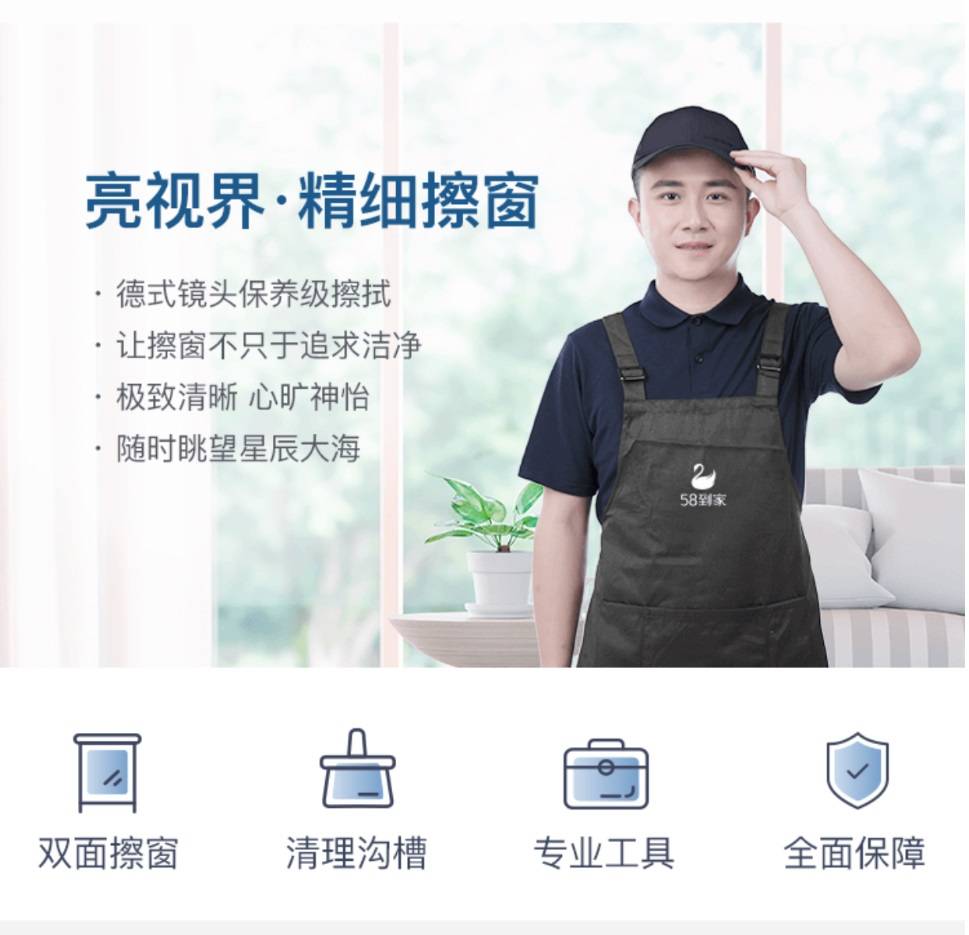 亮视界·精细擦窗
· 德式镜头保养级擦拭
· 让擦窗不只于追求洁净
· 极致清晰 心旷神怡
· 随时眺望星辰大海
58到家
双面擦窗
清理沟槽
专业工具
全面保障